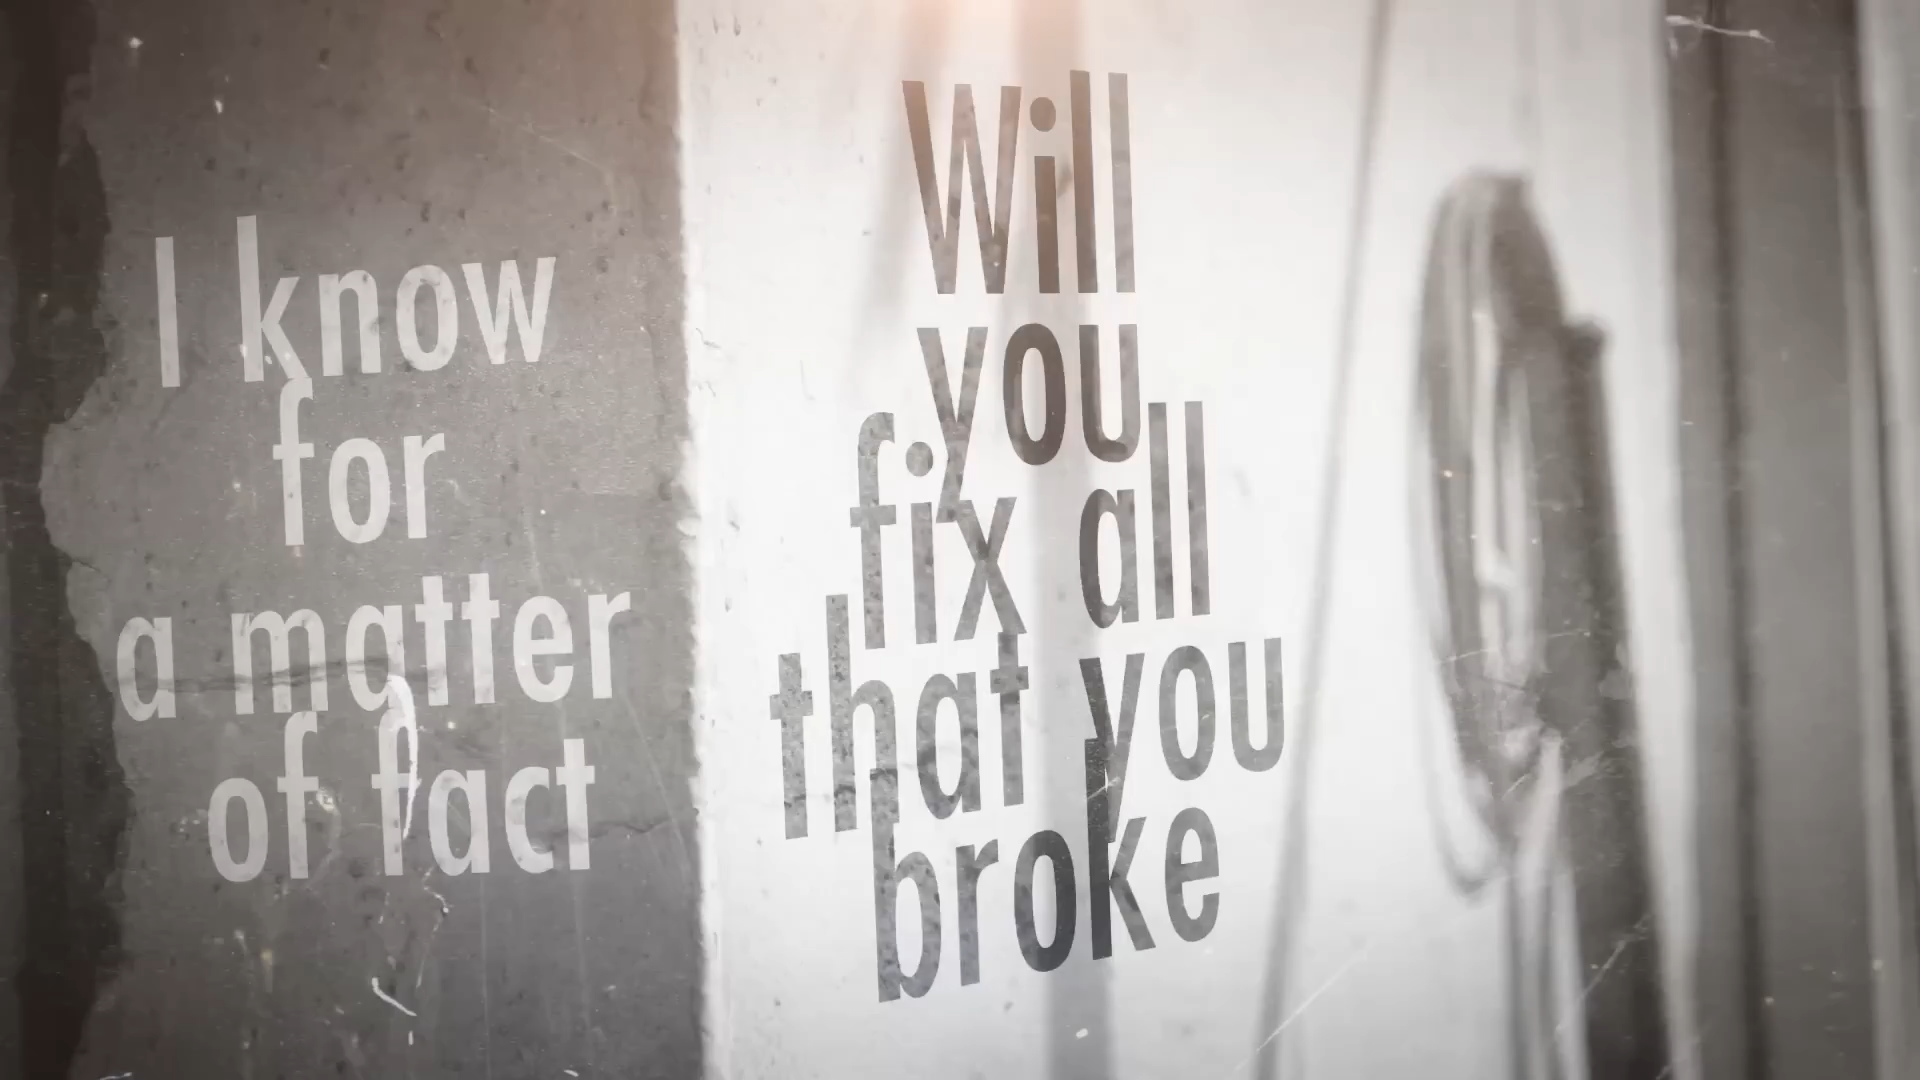 I know
for
a matter
of fact
Will
you
fix all
that you
broke